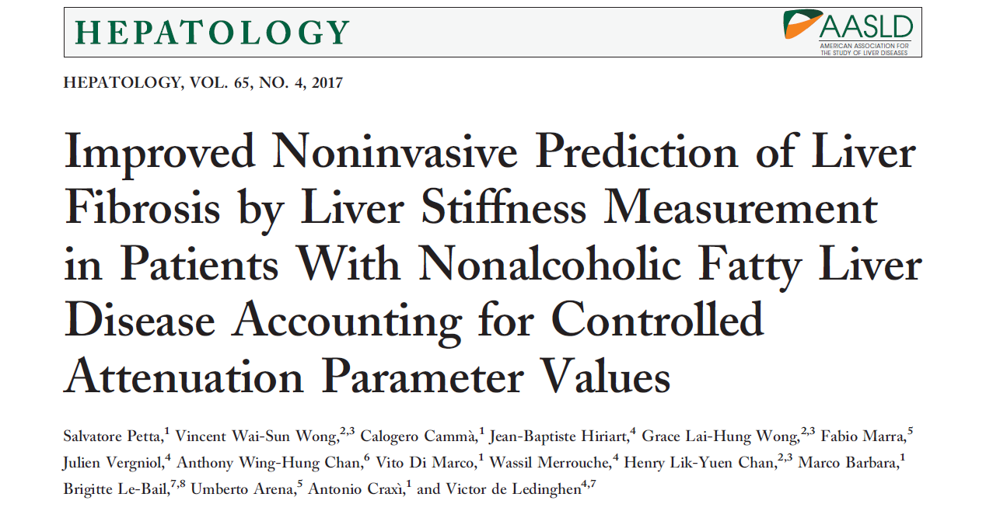 HEPATOLOGY
AASLD
AMERICAN ASSOCIATION FOR
THE STUDY OF LIVER DISEASES
HEPATOLOGY, VOL. 65, NO. 4, 2017
Improved Noninvasive Prediction of Liver
Fibrosis by Liver Stiffness Measurement
in Patients With Nonalcoholic Fatty Liver
Disease Accounting for Controlled
Attenuation Parameter Values
Salvatore Petta,1 Vincent Wai-Sun Wong,2,3 Calogero Cammà,1 Jean-Baptiste Hiriart,4 Grace Lai-Hung Wong,2,3 Fabio Marra,5
Julien Vergniol,4 Anthony Wing-Hung Chan,6 Vito Di Marco,1 Wassil Merrouche,4 Henry Lik-Yuen Chan,2,3 Marco Barbara,1
Brigitte Le-Bail,7,8 Umberto Arena,5 Antonio Craxì,1 and Victor de Ledinghen4,7